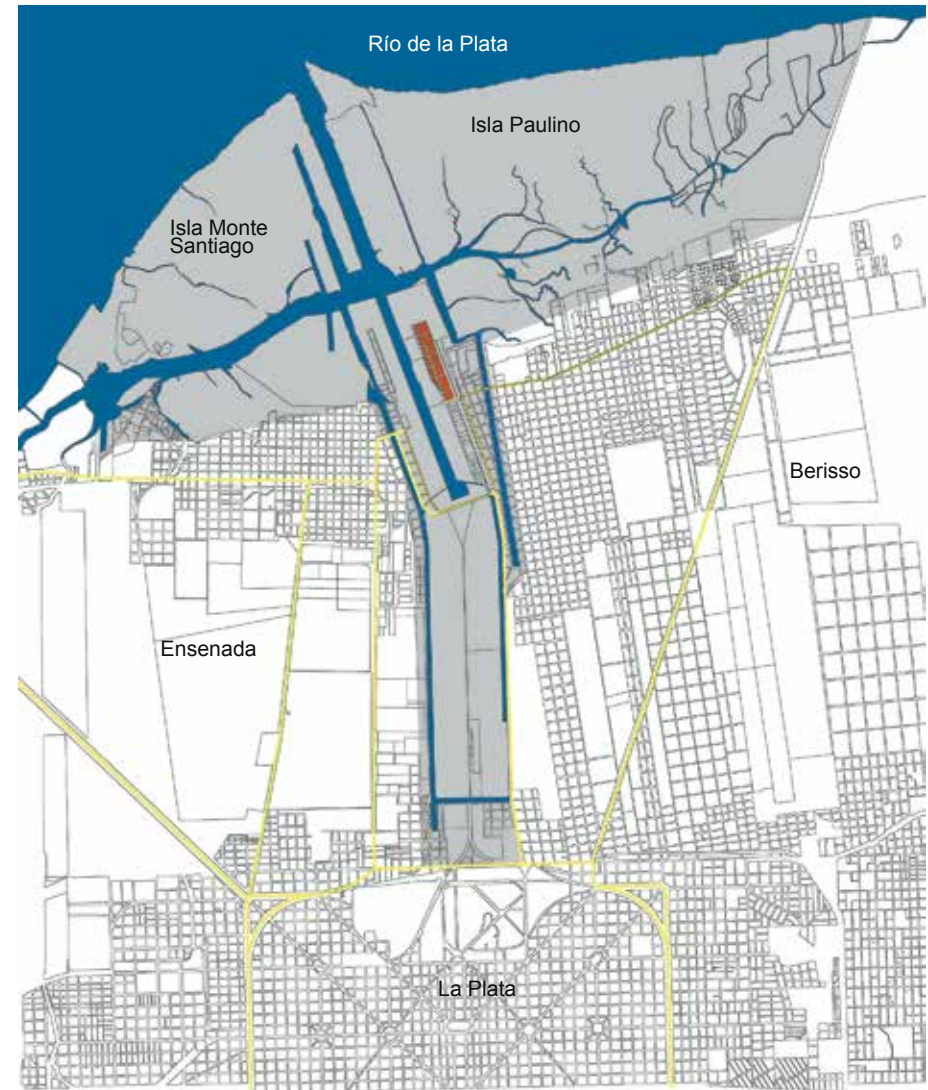 Río de la Plata
Isla Paulino
Isla Monte
Santiago
Berisso
Ensenada
La Plata